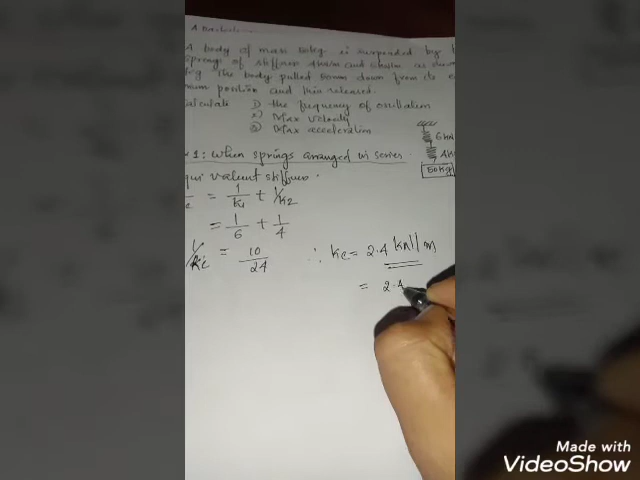 A body of mass 50kg is suspended by
springs of stiffness 4kN/m and 6kN/m as shown
fig The body pulled 50mm down from its
position and then released.
Calculate 1) the frequency of oscillation
2) Max velocity
3) Max acceleration
1: When springs arranged in series
6kN
4kN
50kg
Equivalent stiffness.
= 1/k1 + 1/k2
= 1/6 + 1/4
1/ke = 10/24 ∴ ke = 2.4 kN/m
= 2.4
Made with
VideoShow